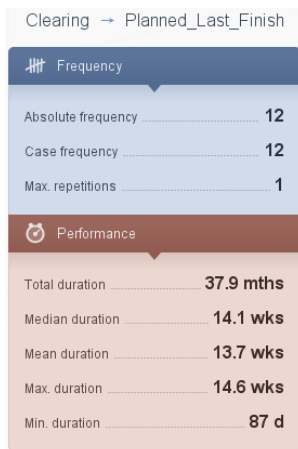 Clearing → Planned_Last_Finish
Frequency
Absolute frequency 12
Case frequency 12
Max. repetitions 1
Performance
Total duration 37.9 mths
Median duration 14.1 wks
Mean duration 13.7 wks
Max. duration 14.6 wks
Min. duration 87 d